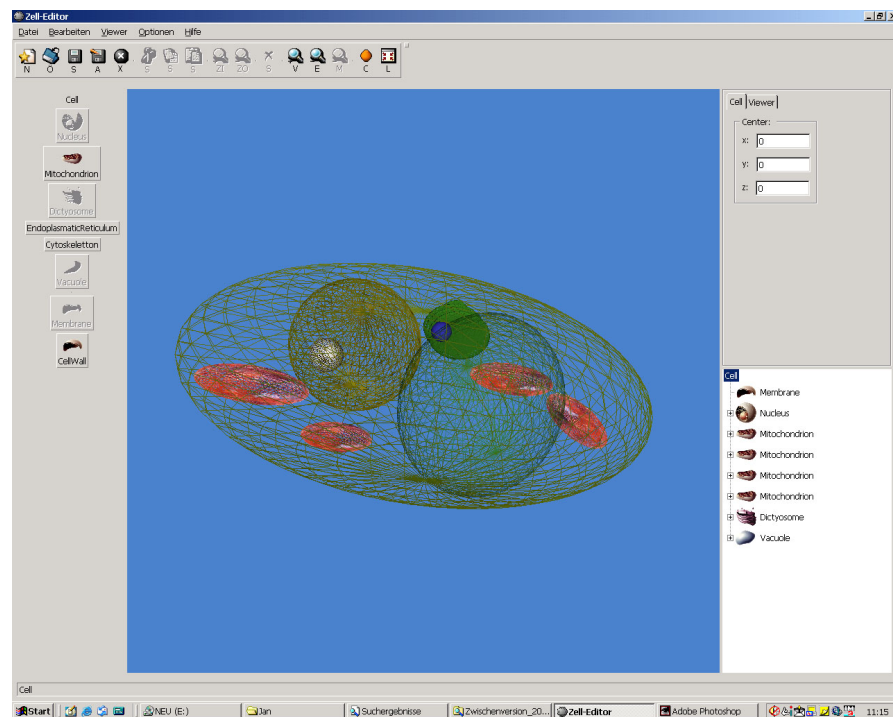 Zell-Editor
Datei Bearbeiten Viewer Optionen Hilfe
N O S A X S S S ZI ZO S V E M C L
Cell
Nucleus
Mitochondrion
Dictyosome
EndoplasmaticReticulum
Cytoskeletton
Vacuole
Membrane
CellWall
Cell Viewer
Center:
x: 0
y: 0
z: 0
Cell
Membrane
Nucleus
Mitochondrion
Mitochondrion
Mitochondrion
Mitochondrion
Dictyosome
Vacuole
Cell
Start NEU (E:) Jan Suchergebnisse Zwischenversion_20... Zell-Editor Adobe Photoshop 11:15